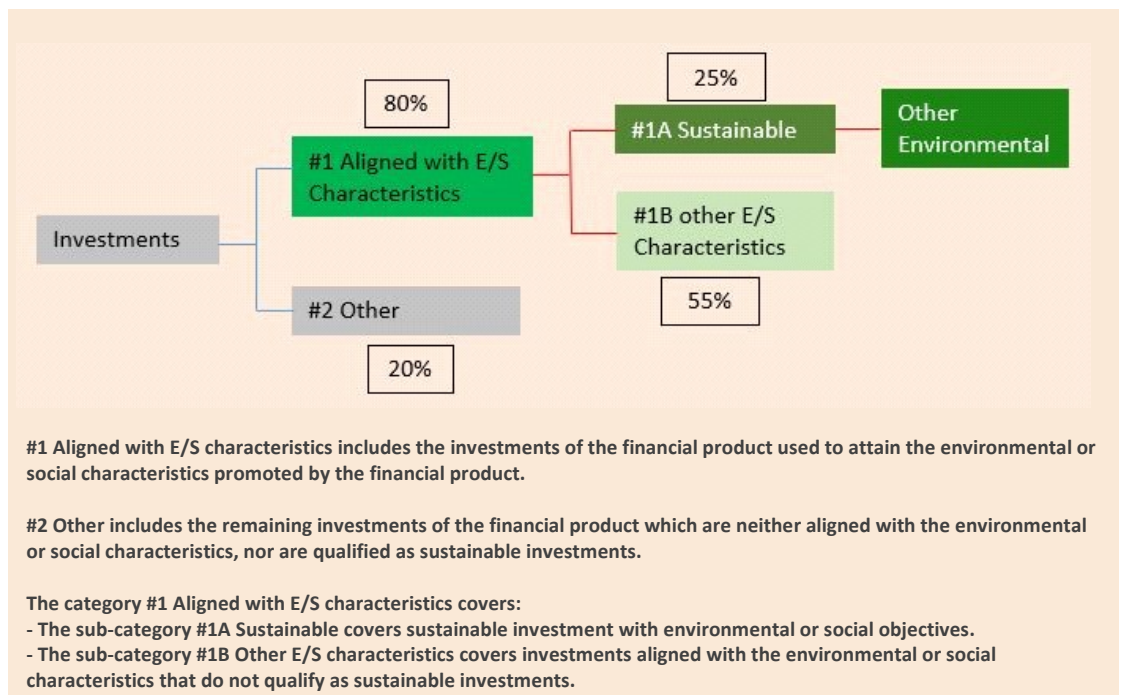 25%
80%
Other
Environmental
#1A Sustainable
#1 Aligned with E/S
Characteristics
#1B other E/S
Characteristics
Investments
55%
#2 Other
20%
#1 Aligned with E/S characteristics includes the investments of the financial product used to attain the environmental or
social characteristics promoted by the financial product.
#2 Other includes the remaining investments of the financial product which are neither aligned with the environmental
or social characteristics, nor are qualified as sustainable investments.
The category #1 Aligned with E/S characteristics covers:
- The sub-category #1A Sustainable covers sustainable investment with environmental or social objectives.
- The sub-category #1B Other E/S characteristics covers investments aligned with the environmental or social
characteristics that do not qualify as sustainable investments.